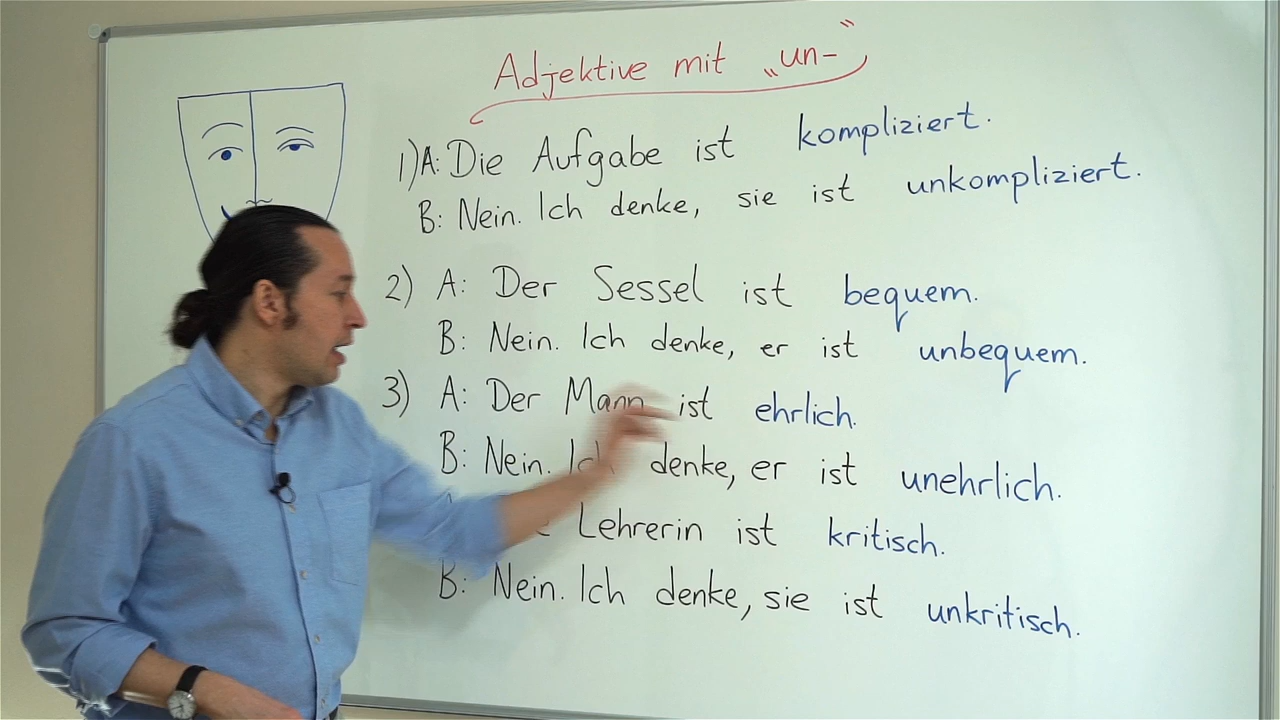 Adjektive mit „un-“
1) A: Die Aufgabe ist kompliziert.
B: Nein. Ich denke, sie ist unkompliziert.
2) A: Der Sessel ist bequem.
B: Nein. Ich denke, er ist unbequem.
3) A: Der Mann ist ehrlich.
B: Nein. Ich denke, er ist unehrlich.
Lehrerin ist kritisch.
B: Nein. Ich denke, sie ist unkritisch.